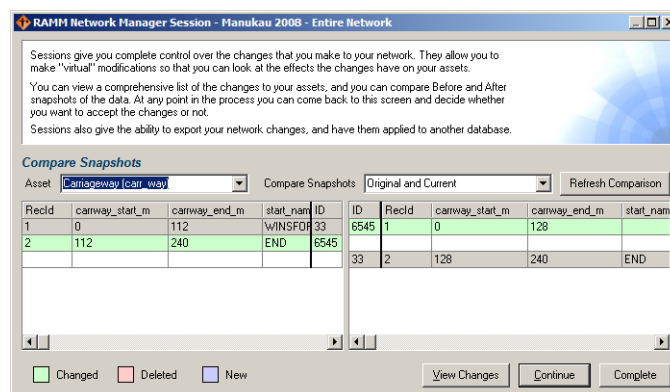 RAMM Network Manager Session - Manukau 2008 - Entire Network
Sessions give you complete control over the changes that you make to your network. They allow you to
make "virtual" modifications so that you can look at the effects the changes have on your assets.
You can view a comprehensive list of the changes to your assets, and you can compare Before and After
snapshots of the data. At any point in the process you can come back to this screen and decide whether
you want to accept the changes or not.
Sessions also give the ability to export your network changes, and have them applied to another database.
Compare Snapshots
Asset Carriageway [carr_way] Compare Snapshots Original and Current Refresh Comparison
RecId carrway_start_m carrway_end_m start_nam ID ID RecId carrway_start_m carrway_end_m start_nam
1 0 112 WINSFOR 33 6545 1 0 128
2 112 240 END 6545
33 2 128 240 END
Changed Deleted New View Changes Continue Complete